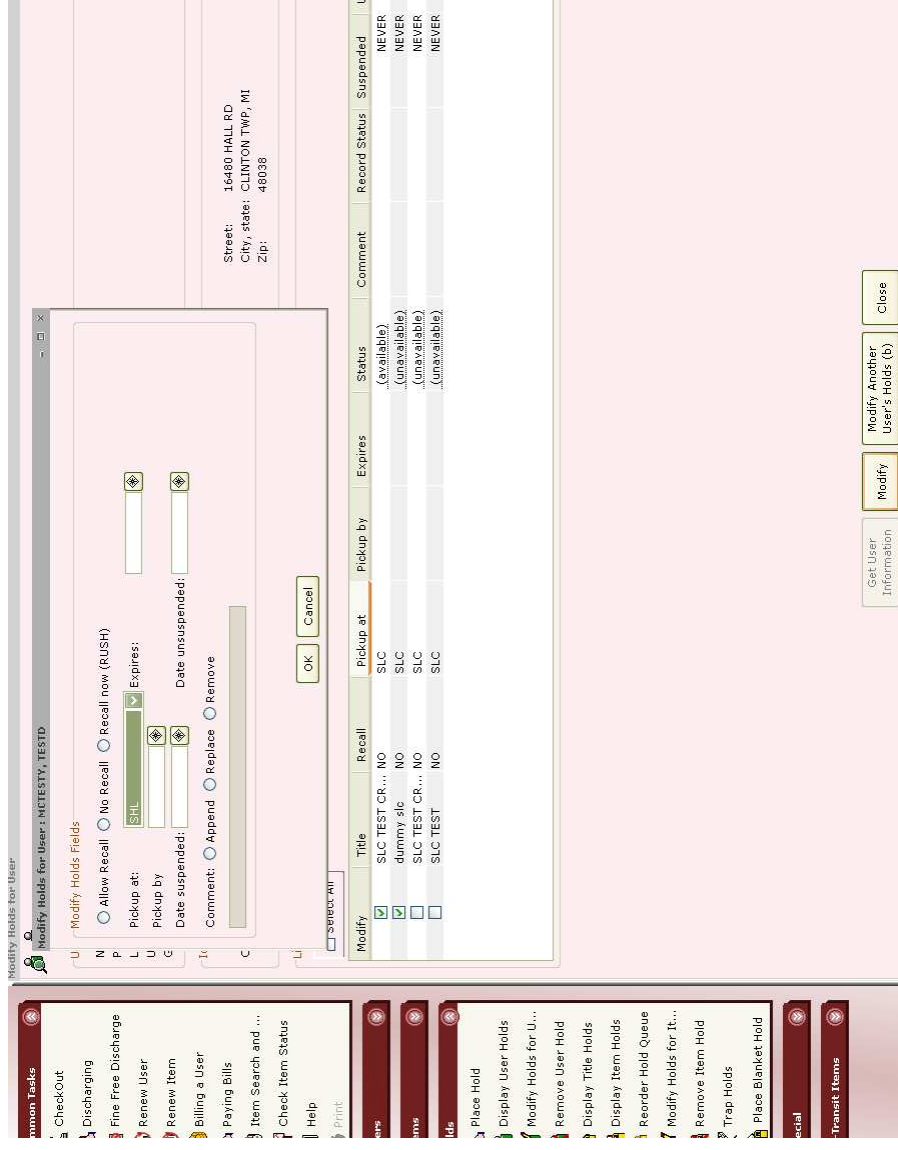 Modify Holds for User
mmon Tasks
CheckOut
Discharging
Fine Free Discharge
Renew User
Renew Item
Billing a User
Paying Bills
Item Search and ...
Check Item Status
Help
Print
ers
ems
lds
Place Hold
Display User Holds
Modify Holds for U...
Remove User Hold
Display Title Holds
Display Item Holds
Reorder Hold Queue
Modify Holds for It...
Remove Item Hold
Trap Holds
Place Blanket Hold
ecial
-Transit Items
Modify Holds for User : MCTESTY, TESTD
Modify Holds Fields
Allow Recall No Recall Recall now (RUSH)
Pickup at: SHL Expires:
Pickup by
Date suspended: Date unsuspended:
Comment: Append Replace Remove
OK Cancel
U
N
P
L
U
G
Ic
C
Li
Street: 16480 HALL RD
City, state: CLINTON TWP, MI
Zip: 48038
Select All
Modify Title Recall Pickup at Pickup by Expires Status Comment Record Status Suspended U
SLC TEST CR... NO SLC (available) NEVER
dummy slc NO SLC (unavailable) NEVER
SLC TEST CR... NO SLC (unavailable) NEVER
SLC TEST NO SLC (unavailable) NEVER
Get User Information
Modify
Modify Another User's Holds (b)
Close